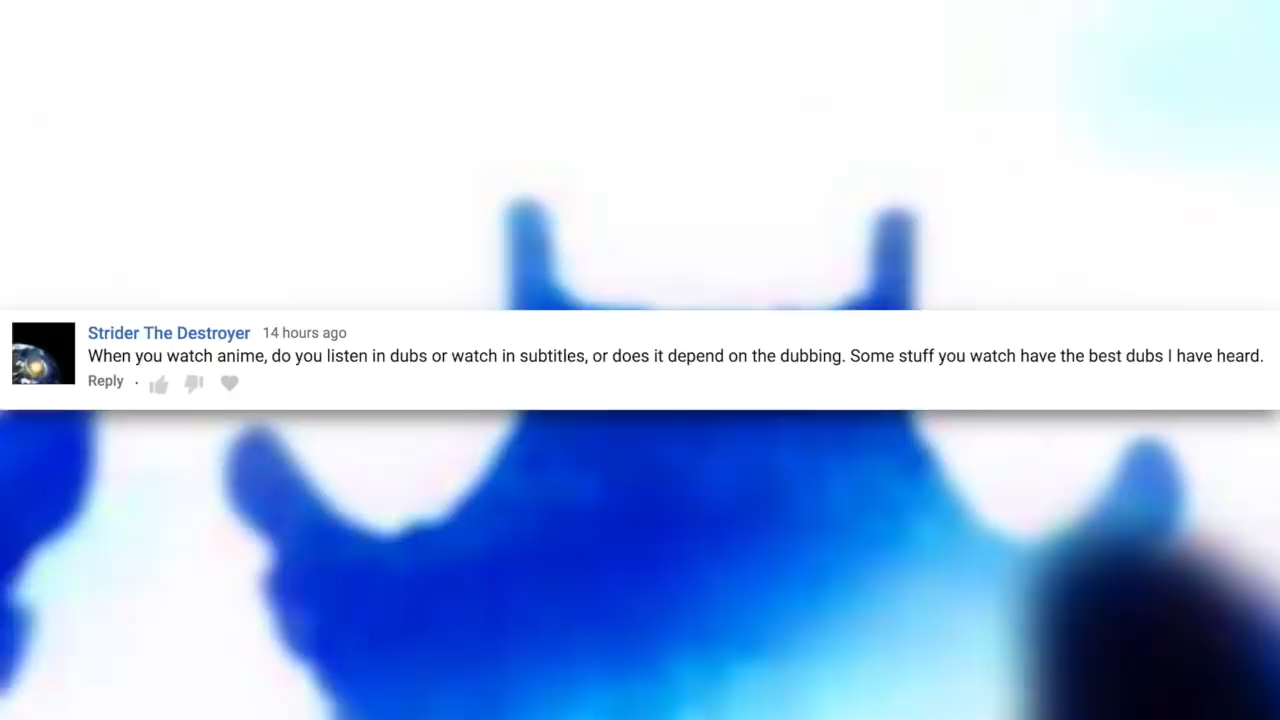 Strider The Destroyer 14 hours ago
When you watch anime, do you listen in dubs or watch in subtitles, or does it depend on the dubbing. Some stuff you watch have the best dubs I have heard.
Reply ·